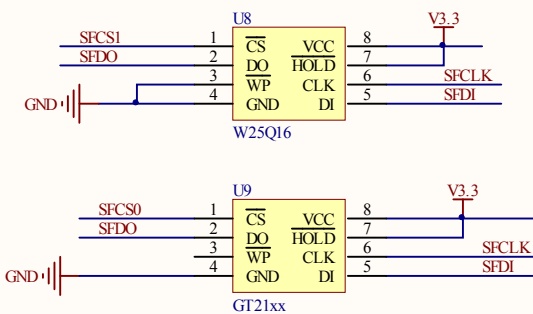 U8
V3.3
SFCS1 1 CS VCC 8
SFDO 2 DO HOLD 7
3 WP CLK 6 SFCLK
GND 4 GND DI 5 SFDI
W25Q16
U9
V3.3
SFCS0 1 CS VCC 8
SFDO 2 DO HOLD 7
3 WP CLK 6 SFCLK
GND 4 GND DI 5 SFDI
GT21xx